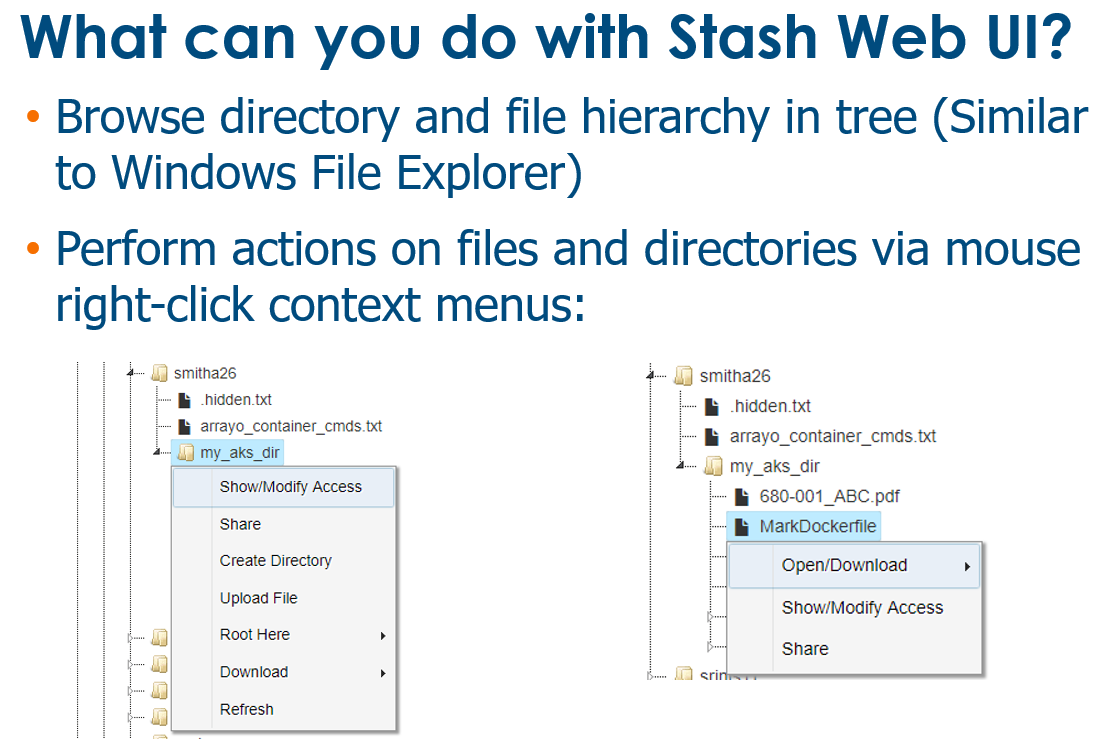 What can you do with Stash Web UI?
• Browse directory and file hierarchy in tree (Similar
to Windows File Explorer)
• Perform actions on files and directories via mouse
right-click context menus:
smitha26
.hidden.txt
arrayo_container_cmds.txt
my_aks_dir
Show/Modify Access
Share
Create Directory
Upload File
Root Here
Download
Refresh
smitha26
.hidden.txt
arrayo_container_cmds.txt
my_aks_dir
680-001_ABC.pdf
MarkDockerfile
Open/Download
Show/Modify Access
Share